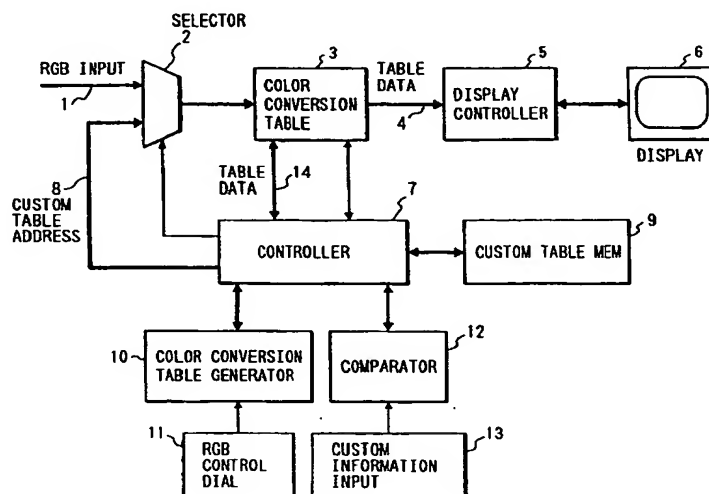 SELECTOR
2
RGB INPUT
1
3
COLOR
CONVERSION
TABLE
TABLE
DATA
4
5
DISPLAY
CONTROLLER
6
DISPLAY
8
CUSTOM
TABLE
ADDRESS
TABLE
DATA
14
7
CONTROLLER
9
CUSTOM TABLE MEM
10
COLOR CONVERSION
TABLE GENERATOR
12
COMPARATOR
11
RGB
CONTROL
DIAL
13
CUSTOM
INFORMATION
INPUT